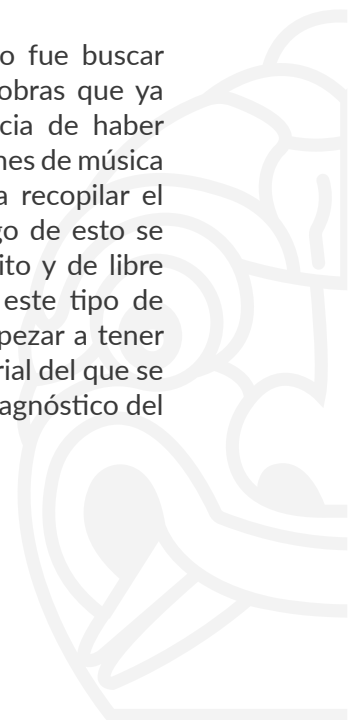 o fue buscar
obras que ya
cia de haber
nes de música
a recopilar el
go de esto se
ito y de libre
este tipo de
pezar a tener
rial del que se
agnóstico del